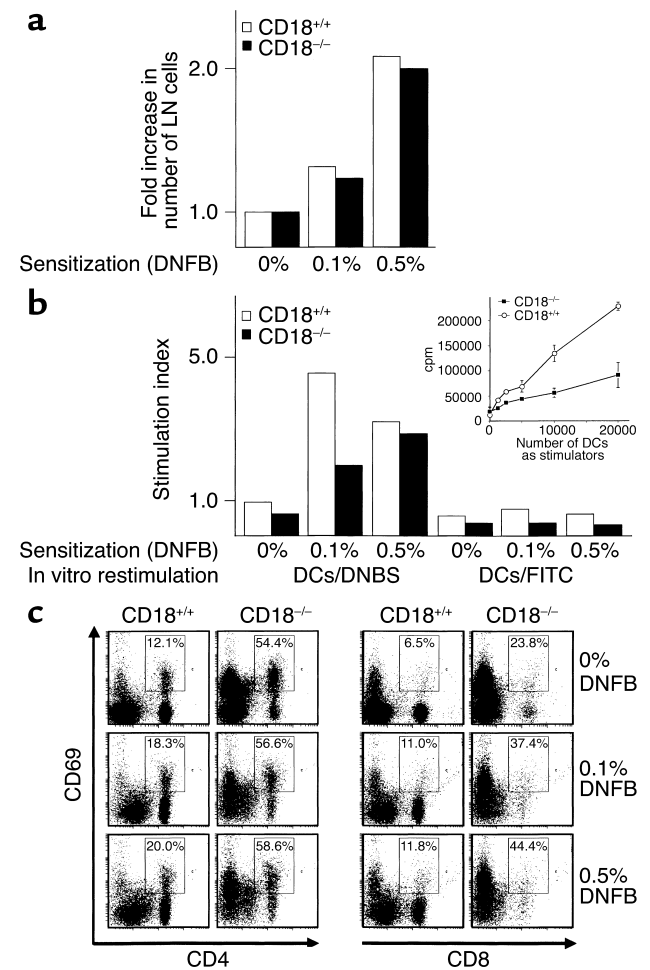 a
CD18+/+
CD18−/−
Fold increase in
number of LN cells
2.0
1.0
Sensitization (DNFB) 0% 0.1% 0.5%
b
CD18+/+
CD18−/−
Stimulation index
5.0
1.0
CD18−/−
CD18+/+
cpm
200000
150000
100000
50000
0
0 10000 20000
Number of DCs
as stimulators
Sensitization (DNFB) 0% 0.1% 0.5% 0% 0.1% 0.5%
In vitro restimulation DCs/DNBS DCs/FITC
c
CD18+/+ CD18−/− CD18+/+ CD18−/−
12.1% 54.4% 6.5% 23.8%
0%
DNFB
18.3% 56.6% 11.0% 37.4%
0.1%
DNFB
20.0% 58.6% 11.8% 44.4%
0.5%
DNFB
CD69
CD4 CD8